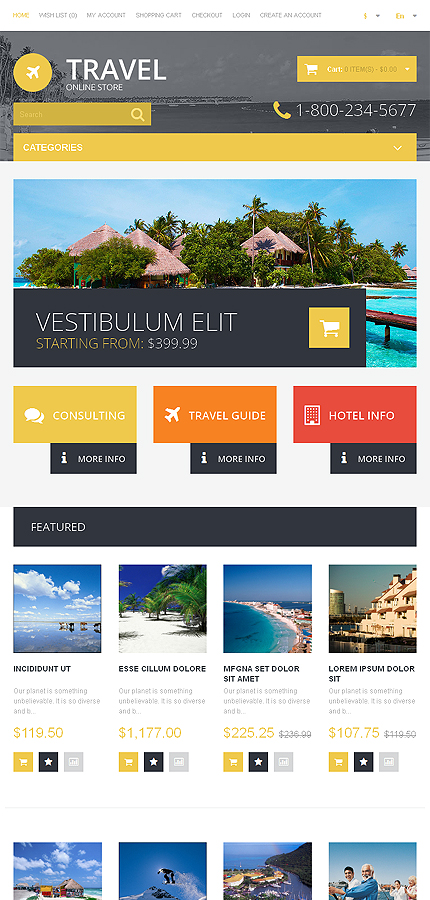 HOME WISH LIST (0) MY ACCOUNT SHOPPING CART CHECKOUT LOGIN CREATE AN ACCOUNT $ En
TRAVEL
ONLINE STORE
Cart: 0 ITEM(S) - $0.00
Search
1-800-234-5677
CATEGORIES
VESTIBULUM ELIT
STARTING FROM: $399.99
CONSULTING
TRAVEL GUIDE
HOTEL INFO
MORE INFO
MORE INFO
MORE INFO
FEATURED
INCIDIDUNT UT
Our planet is something
unbelievable. It is so diverse
and b...
$119.50
ESSE CILLUM DOLORE
Our planet is something
unbelievable. It is so diverse
and b...
$1,177.00
MFGNA SET DOLOR
SIT AMET
Our planet is something
unbelievable. It is so diverse
and b...
$225.25 $236.99
LOREM IPSUM DOLOR
SIT
Our planet is something
unbelievable. It is so diverse
and b...
$107.75 $119.50